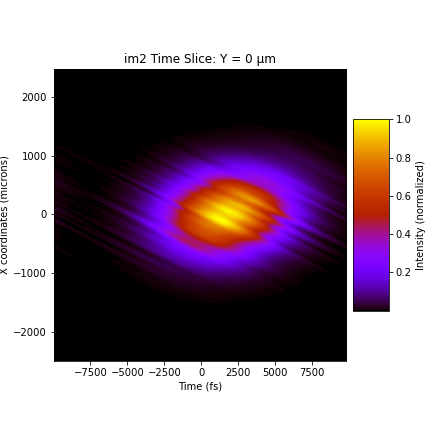 im2 Time Slice: Y = 0 μm
X coordinates (microns)
2000
1000
0
−1000
−2000
−7500 −5000 −2500 0 2500 5000 7500
Time (fs)
1.0
0.8
0.6
0.4
0.2
Intensity (normalized)